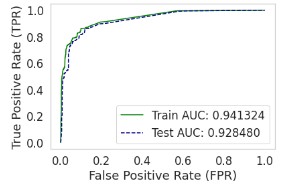 True Positive Rate (TPR)
1.0
0.8
0.6
0.4
0.2
0.0
Train AUC: 0.941324
Test AUC: 0.928480
0.0 0.2 0.4 0.6 0.8 1.0
False Positive Rate (FPR)